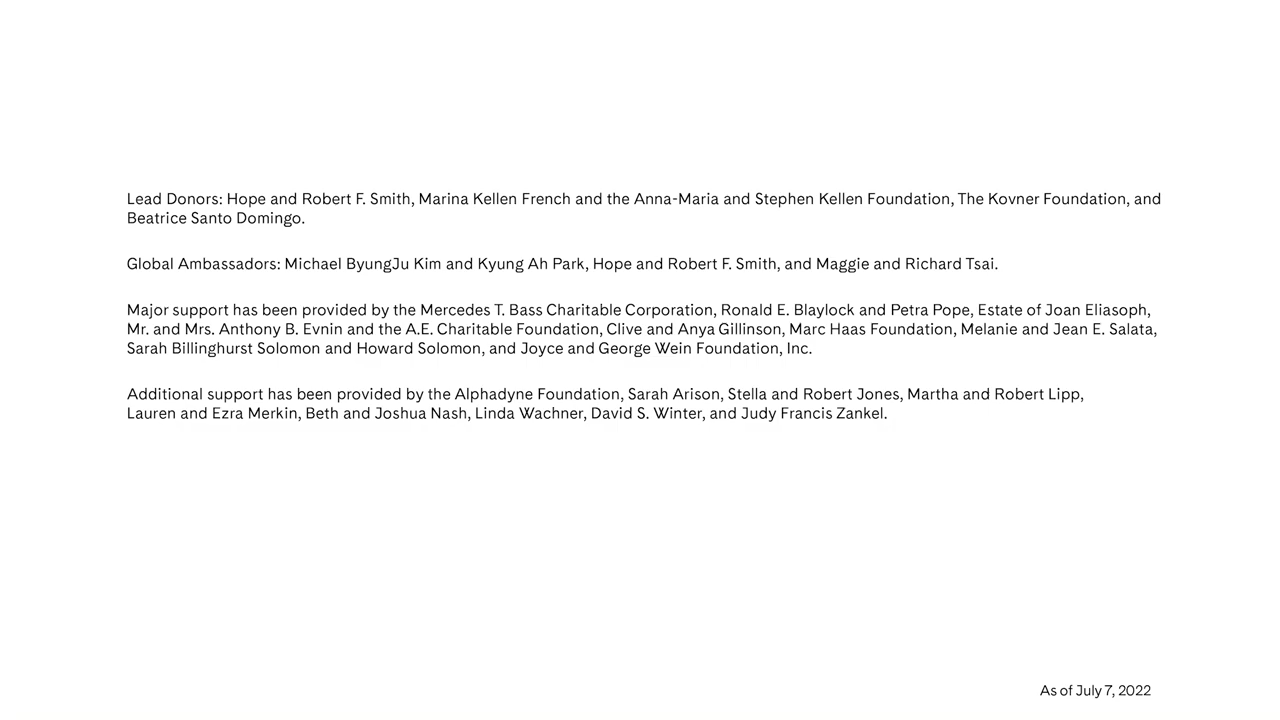 Lead Donors: Hope and Robert F. Smith, Marina Kellen French and the Anna-Maria and Stephen Kellen Foundation, The Kovner Foundation, and
Beatrice Santo Domingo.
Global Ambassadors: Michael ByungJu Kim and Kyung Ah Park, Hope and Robert F. Smith, and Maggie and Richard Tsai.
Major support has been provided by the Mercedes T. Bass Charitable Corporation, Ronald E. Blaylock and Petra Pope, Estate of Joan Eliasoph,
Mr. and Mrs. Anthony B. Evnin and the A.E. Charitable Foundation, Clive and Anya Gillinson, Marc Haas Foundation, Melanie and Jean E. Salata,
Sarah Billinghurst Solomon and Howard Solomon, and Joyce and George Wein Foundation, Inc.
Additional support has been provided by the Alphadyne Foundation, Sarah Arison, Stella and Robert Jones, Martha and Robert Lipp,
Lauren and Ezra Merkin, Beth and Joshua Nash, Linda Wachner, David S. Winter, and Judy Francis Zankel.
As of July 7, 2022